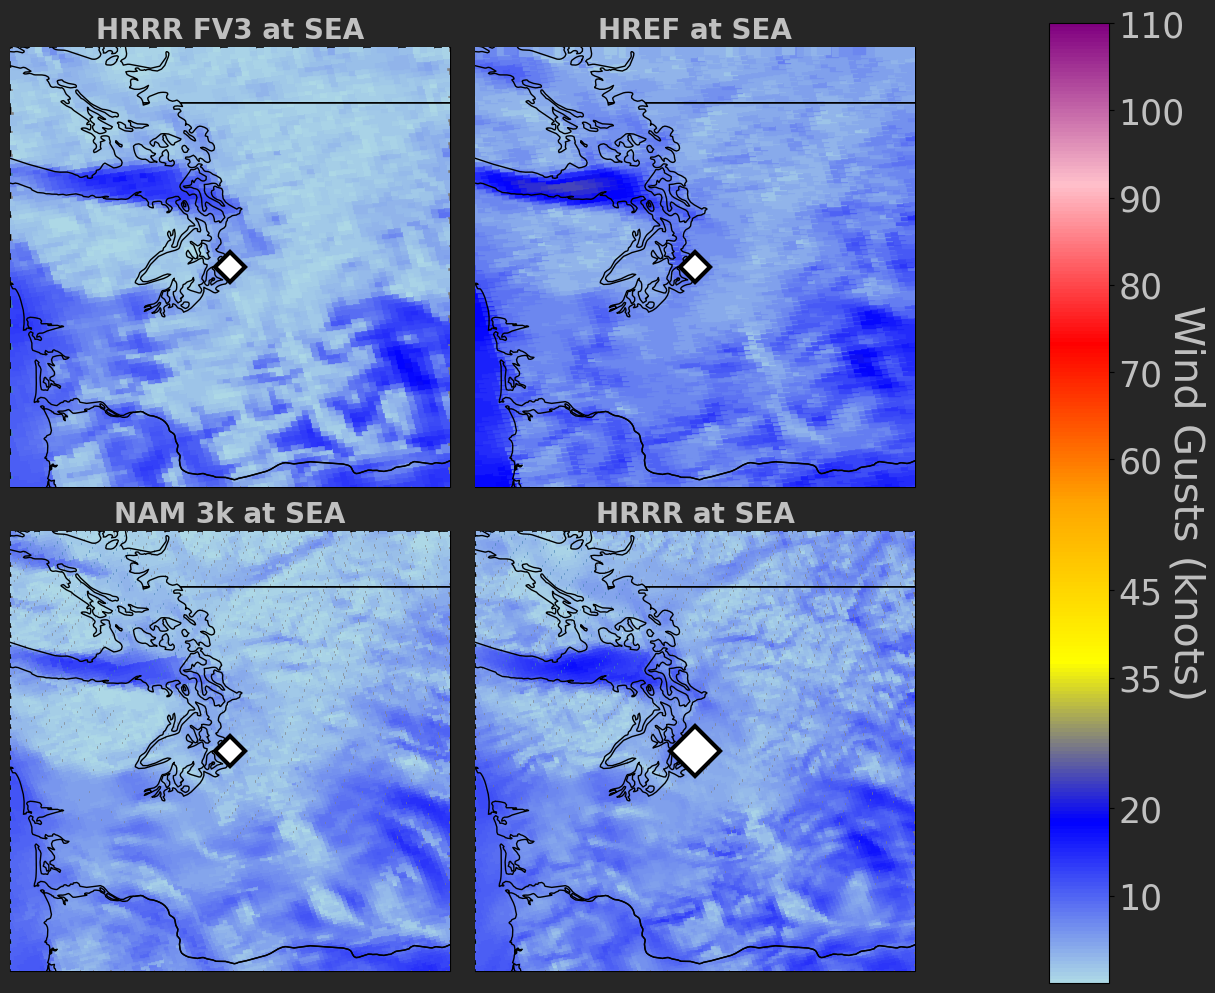 HRRR FV3 at SEA
HREF at SEA
NAM 3k at SEA
HRRR at SEA
110
100
90
80
70
60
45
35
20
10
Wind Gusts (knots)